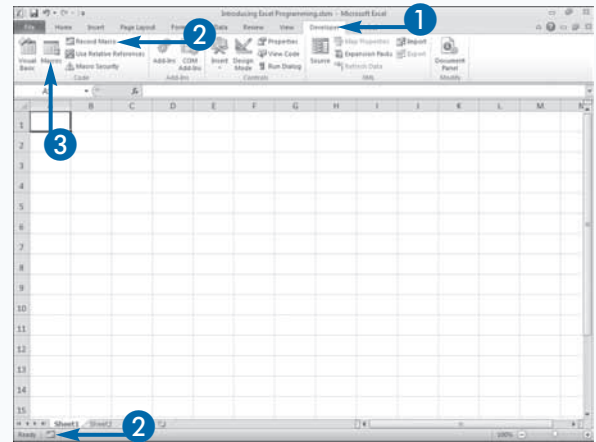 Introducing Excel Programming.xlsm - Microsoft Excel
File Home Insert Page Layout Data Review View Developer
1
Record Macro
2
Use Relative References
Macro Security
Visual Basic
Macros
Code
Add-Ins
COM Add-Ins
Add-Ins
Insert
Design Mode
Properties
View Code
Run Dialog
Controls
Source
Map Properties
Expansion Packs
Refresh Data
Import
Export
XML
Document Panel
Modify
3
fx
B C D E F G H I J K L M N
1
2
3
4
5
6
7
8
9
10
11
12
13
14
15
Sheet1 Sheet2
Ready
2
100%